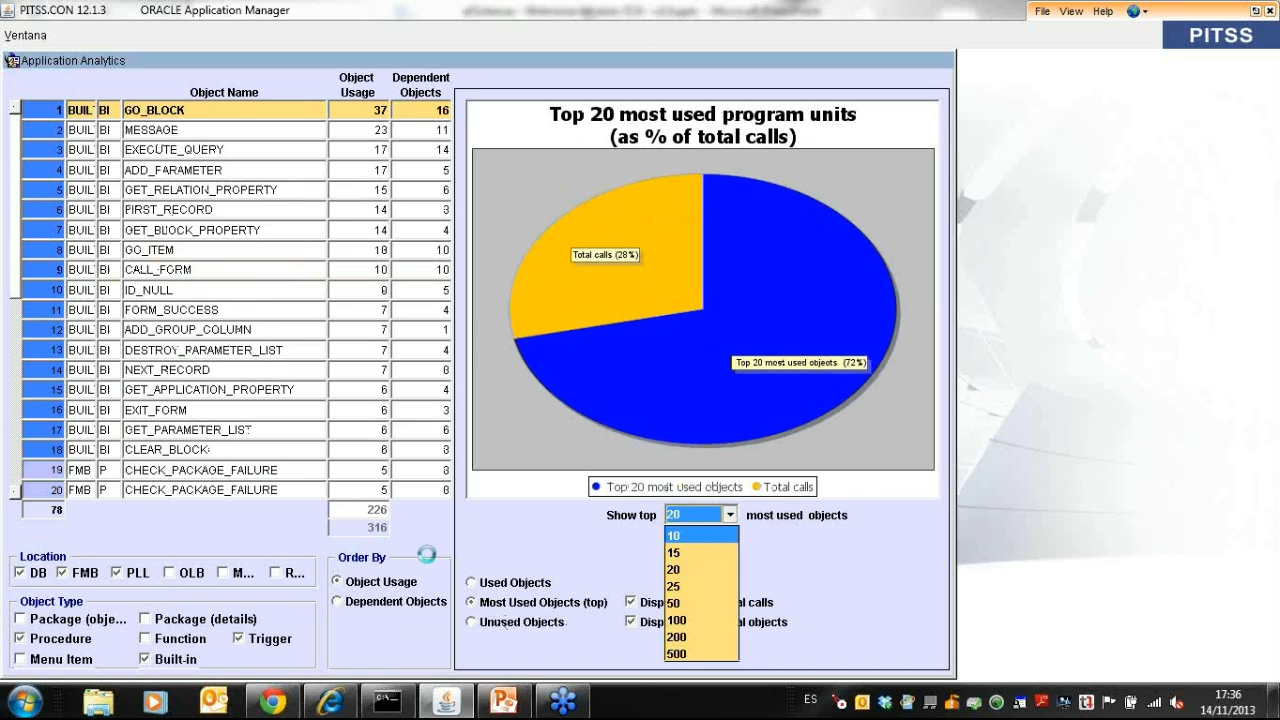 PITSS.CON 12.1.3 ORACLE Application Manager
File View Help
Ventana
PITSS
Application Analytics
Object Name Object Usage Dependent Objects
1 BUIL BI GO_BLOCK 37 16
2 BUIL BI MESSAGE 23 11
3 BUIL BI EXECUTE_QUERY 17 14
4 BUIL BI ADD_FARAMETER 17 5
5 BUIL BI GET_RELATION_PROPERTY 15 6
6 BUIL BI FIRST_RECORD 14 3
7 BUIL BI GET_BLOCK_PROPERTY 14 4
8 BUIL BI GO_ITEM 10 10
9 BUIL BI CALL_FORM 10 10
10 BUIL BI ID_NULL 5
11 BUIL BI FORM_SUCCESS 7 4
12 BUIL BI ADD_GROUP_COLUMN 7 1
13 BUIL BI DESTROY_PARAMETER_LIST 7 4
14 BUIL BI NEXT_RECORD 7
15 BUIL BI GET_APPLICATION_PROPERTY 6 4
16 BUIL BI EXIT_FORM 6 3
17 BUIL BI GET_PARAMETER_LIST 6 6
18 BUIL BI CLEAR_BLOCK
19 FMB P CHECK_PACKAGE_FAILURE 5
20 FMB P CHECK_PACKAGE_FAILURE 5
78 226
316
Top 20 most used program units
(as % of total calls)
Total calls (28%)
Top 20 most used objects (72%)
Top 20 most used objects Total calls
Show top 20 most used objects
10
15
20
25
50
100
200
500
Location
DB FMB PLL OLB M... R...
Object Type
Package (obje... Package (details)
Procedure Function Trigger
Menu Item Built-in
Order By
Object Usage
Dependent Objects
Used Objects
Most Used Objects (top) Disp al calls
Unused Objects Disp al objects
ES 17:36
14/11/2013